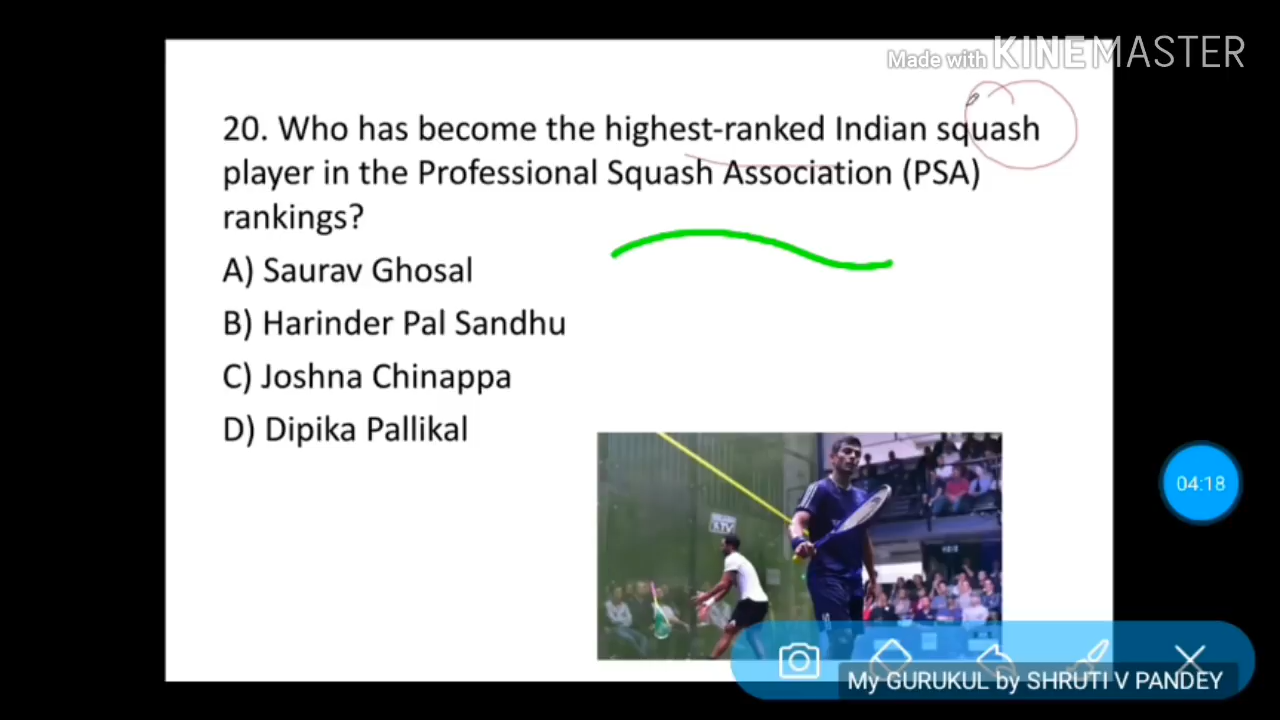 Made with KINEMASTER
20. Who has become the highest-ranked Indian squash
player in the Professional Squash Association (PSA)
rankings?
A) Saurav Ghosal
B) Harinder Pal Sandhu
C) Joshna Chinappa
D) Dipika Pallikal
04:18
My GURUKUL by SHRUTI V PANDEY